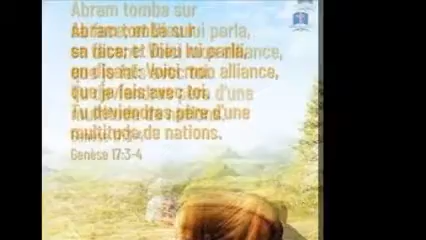 Abram tomba sur
sa face; et Dieu lui parla,
en disant: Voici mon alliance,
que je fais avec toi.
Tu deviendras père d'une
multitude de nations.
Genèse 17:3-4